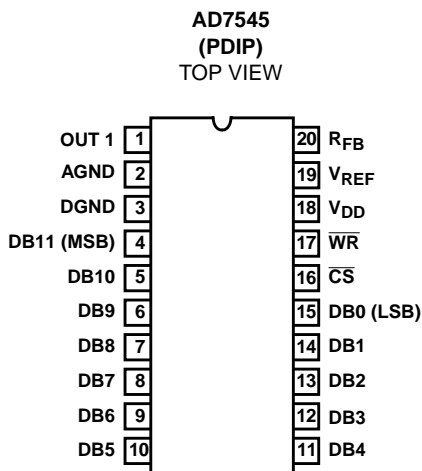 AD7545
(PDIP)
TOP VIEW
OUT 1 1 20 RFB
AGND 2 19 VREF
DGND 3 18 VDD
DB11 (MSB) 4 17 WR
DB10 5 16 CS
DB9 6 15 DB0 (LSB)
DB8 7 14 DB1
DB7 8 13 DB2
DB6 9 12 DB3
DB5 10 11 DB4